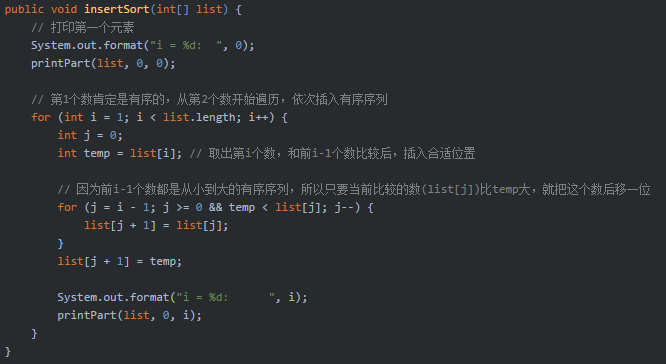 public void insertSort(int[] list) {
    // 打印第一个元素
    System.out.format("i = %d:  ", 0);
    printPart(list, 0, 0);

    // 第1个数肯定是有序的，从第2个数开始遍历，依次插入有序序列
    for (int i = 1; i < list.length; i++) {
        int j = 0;
        int temp = list[i]; // 取出第i个数，和前i-1个数比较后，插入合适位置

        // 因为前i-1个数都是从小到大的有序序列，所以只要当前比较的数(list[j])比temp大，就把这个数后移一位
        for (j = i - 1; j >= 0 && temp < list[j]; j--) {
            list[j + 1] = list[j];
        }
        list[j + 1] = temp;

        System.out.format("i = %d:      ", i);
        printPart(list, 0, i);
    }
}